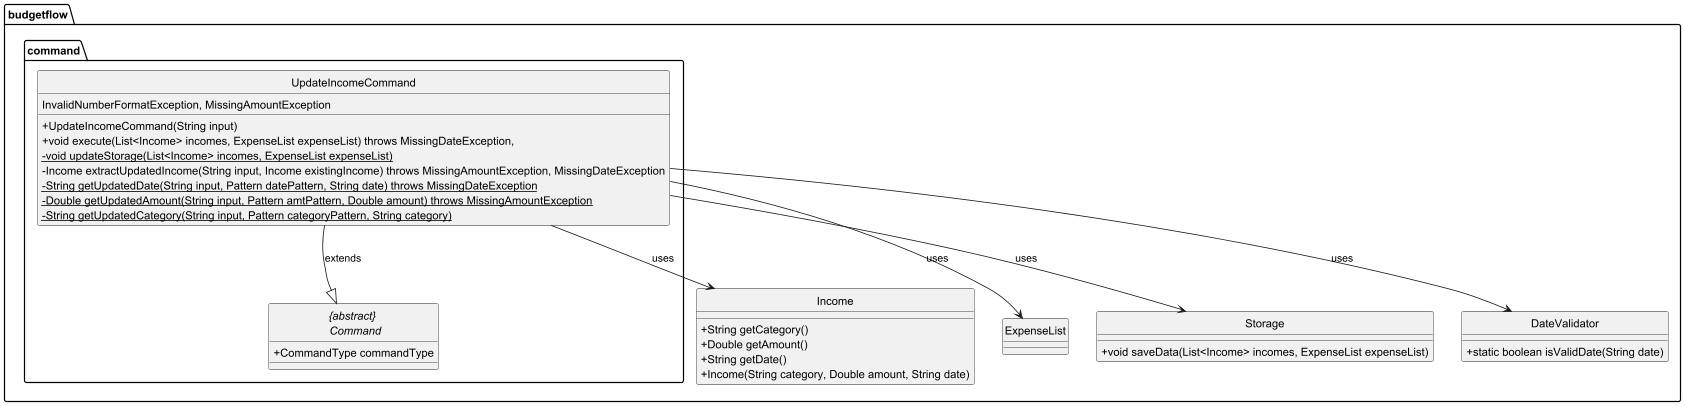 budgetflow
command
UpdateIncomeCommand
InvalidNumberFormatException, MissingAmountException
+UpdateIncomeCommand(String input)
+void execute(List<Income> incomes, ExpenseList expenseList) throws MissingDateException,
-void updateStorage(List<Income> incomes, ExpenseList expenseList)
-Income extractUpdatedIncome(String input, Income existingIncome) throws MissingAmountException, MissingDateException
-String getUpdatedDate(String input, Pattern datePattern, String date) throws MissingDateException
-Double getUpdatedAmount(String input, Pattern amtPattern, Double amount) throws MissingAmountException
-String getUpdatedCategory(String input, Pattern categoryPattern, String category)
extends
uses
uses
uses
uses
{abstract}
Command
+CommandType commandType
Income
+String getCategory()
+Double getAmount()
+String getDate()
+Income(String category, Double amount, String date)
ExpenseList
Storage
+void saveData(List<Income> incomes, ExpenseList expenseList)
DateValidator
+static boolean isValidDate(String date)